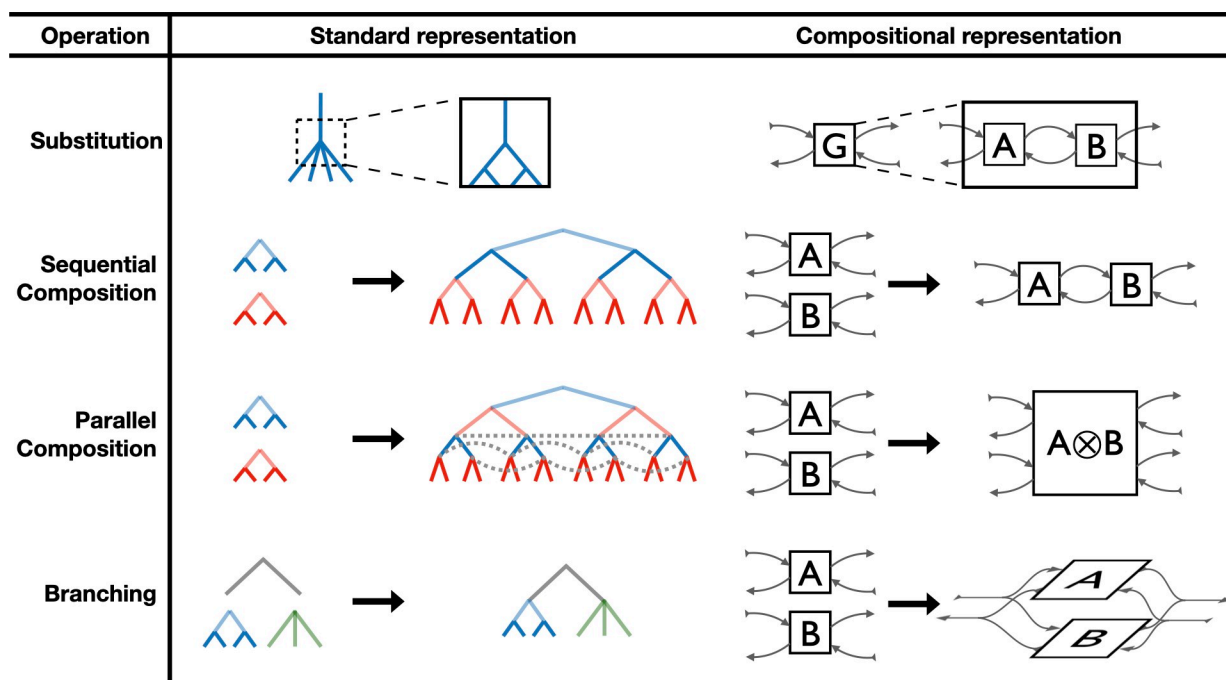 Operation
Standard representation
Compositional representation
Substitution
G
A
B
Sequential
Composition
A
B
A
B
Parallel
Composition
A
B
A⊗B
Branching
A
B
A
B